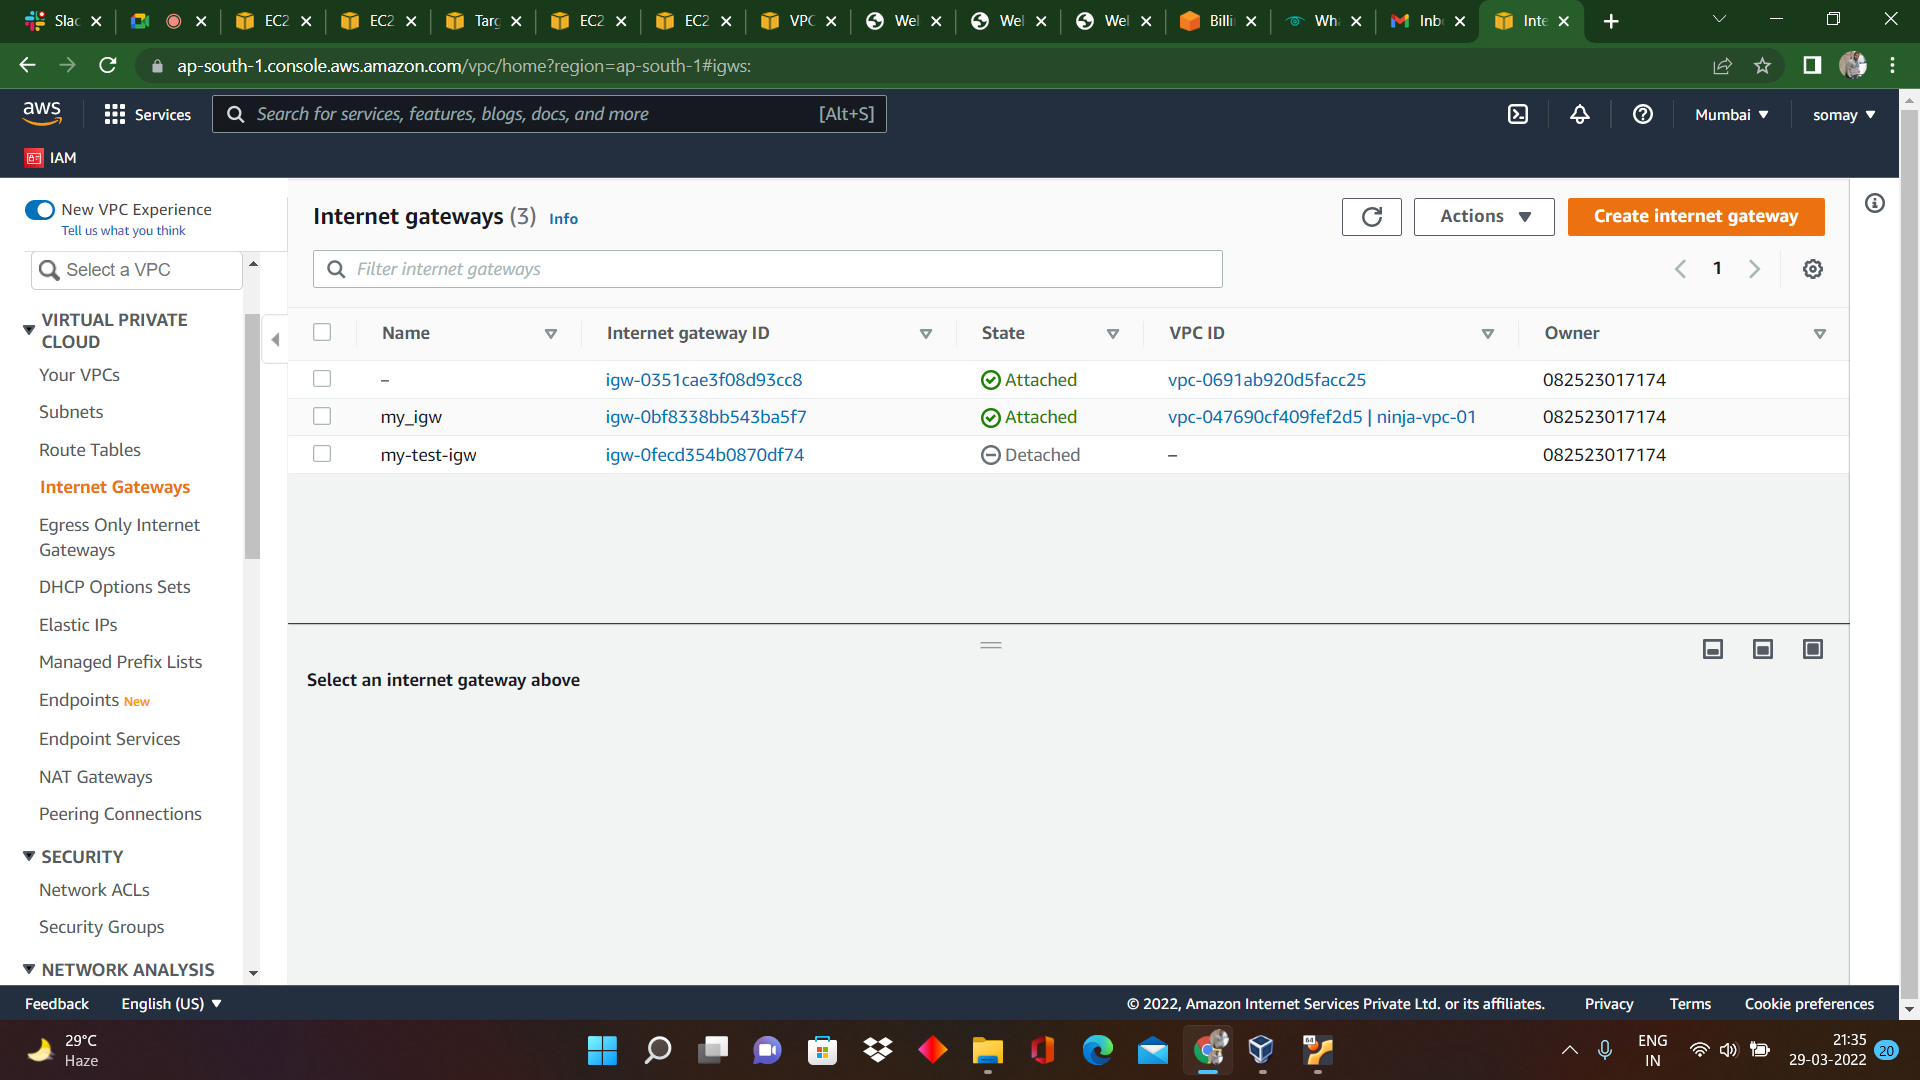 Slac
EC2
EC2
Targ
EC2
EC2
VPC
Wel
Wel
Wel
Billi
Wha
Inbo
Inte
ap-south-1.console.aws.amazon.com/vpc/home?region=ap-south-1#igws:
aws
Services
Search for services, features, blogs, docs, and more
[Alt+S]
Mumbai
somay
IAM
New VPC Experience
Tell us what you think
Select a VPC
VIRTUAL PRIVATE
CLOUD
Your VPCs
Subnets
Route Tables
Internet Gateways
Egress Only Internet
Gateways
DHCP Options Sets
Elastic IPs
Managed Prefix Lists
Endpoints New
Endpoint Services
NAT Gateways
Peering Connections
SECURITY
Network ACLs
Security Groups
NETWORK ANALYSIS
Internet gateways (3) Info
Actions
Create internet gateway
Filter internet gateways
1
Name Internet gateway ID State VPC ID Owner
– igw-0351cae3f08d93cc8 Attached vpc-0691ab920d5facc25 082523017174
my_igw igw-0bf8338bb543ba5f7 Attached vpc-047690cf409fef2d5 | ninja-vpc-01 082523017174
my-test-igw igw-0fecd354b0870df74 Detached – 082523017174
Select an internet gateway above
Feedback English (US) © 2022, Amazon Internet Services Private Ltd. or its affiliates. Privacy Terms Cookie preferences
29°C
Haze
64
ENG
IN
21:35
29-03-2022
20